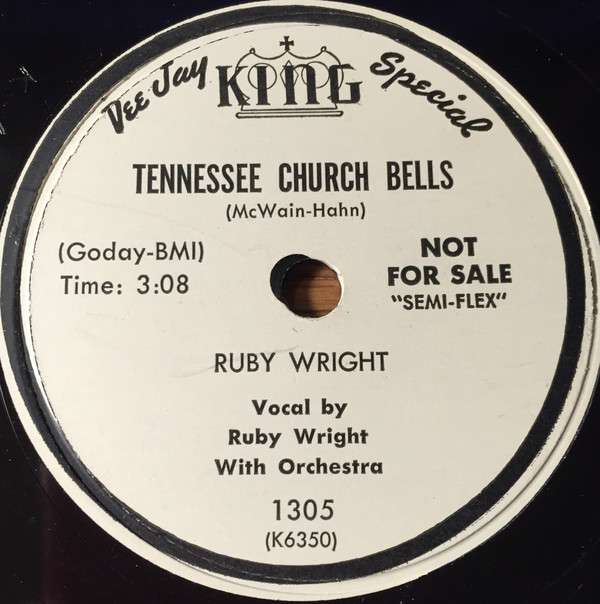 Dee Jay KING Special
TENNESSEE CHURCH BELLS
(McWain-Hahn)
(Goday-BMI)
Time: 3:08
NOT
FOR SALE
"SEMI-FLEX"
RUBY WRIGHT
Vocal by
Ruby Wright
With Orchestra
1305
(K6350)